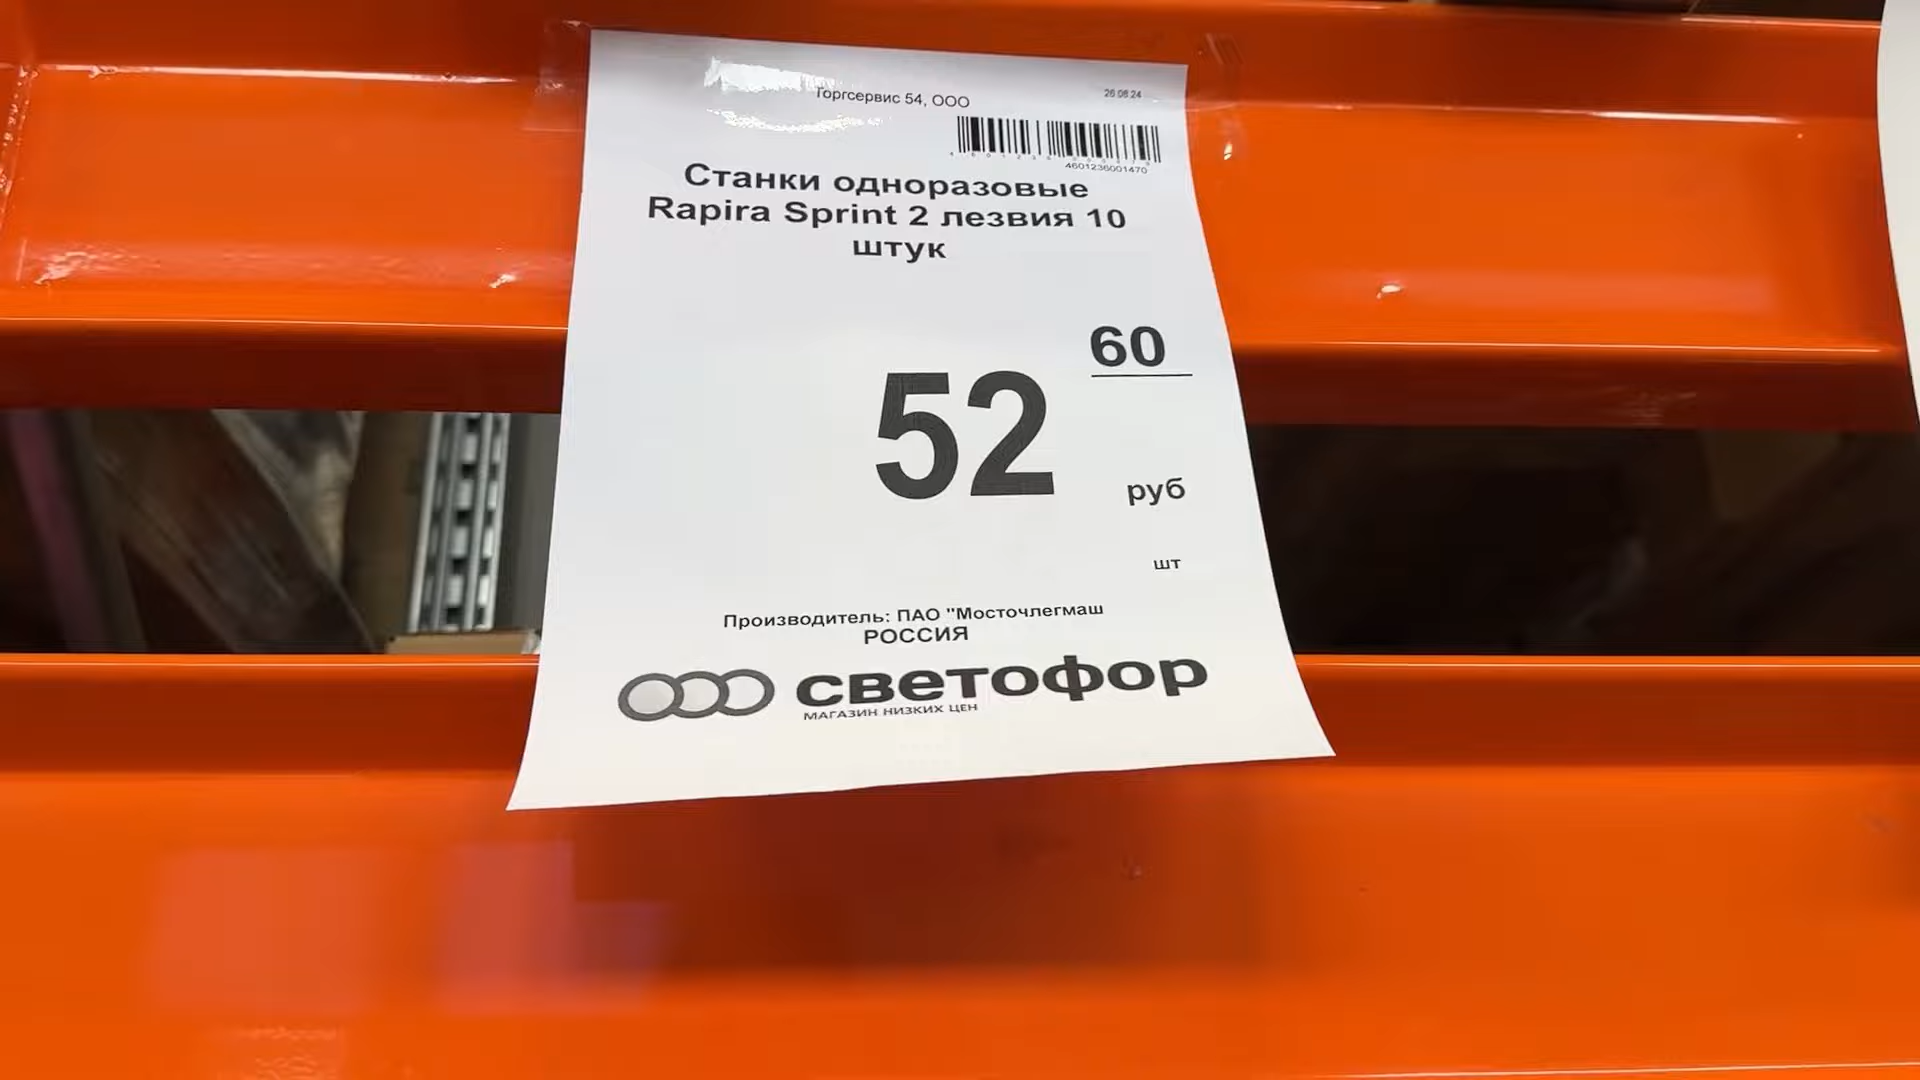 Торгсервис 54, ООО
26.08.24
4601236001470
Станки одноразовые
Rapira Sprint 2 лезвия 10
штук
60
52
руб
шт
Производитель: ПАО "Мосточлегмаш
РОССИЯ
светофор
МАГАЗИН НИЗКИХ ЦЕН